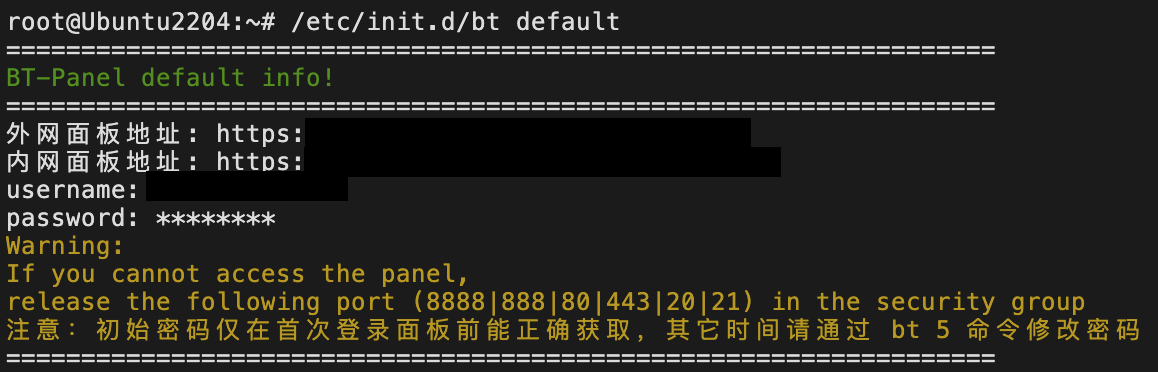 root@Ubuntu2204:~# /etc/init.d/bt default
==================================================================
BT-Panel default info!
==================================================================
外网面板地址: https:
内网面板地址: https:
username:
password: ********
Warning:
If you cannot access the panel,
release the following port (8888|888|80|443|20|21) in the security group
注意：初始密码仅在首次登录面板前能正确获取，其它时间请通过 bt 5 命令修改密码
==================================================================